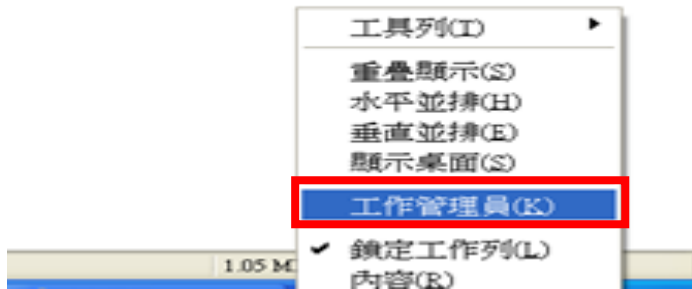 工具列(T)
重疊顯示(S)
水平並排(H)
垂直並排(E)
顯示桌面(S)
工作管理員(K)
鎖定工作列(L)
1.05 M
內容(R)